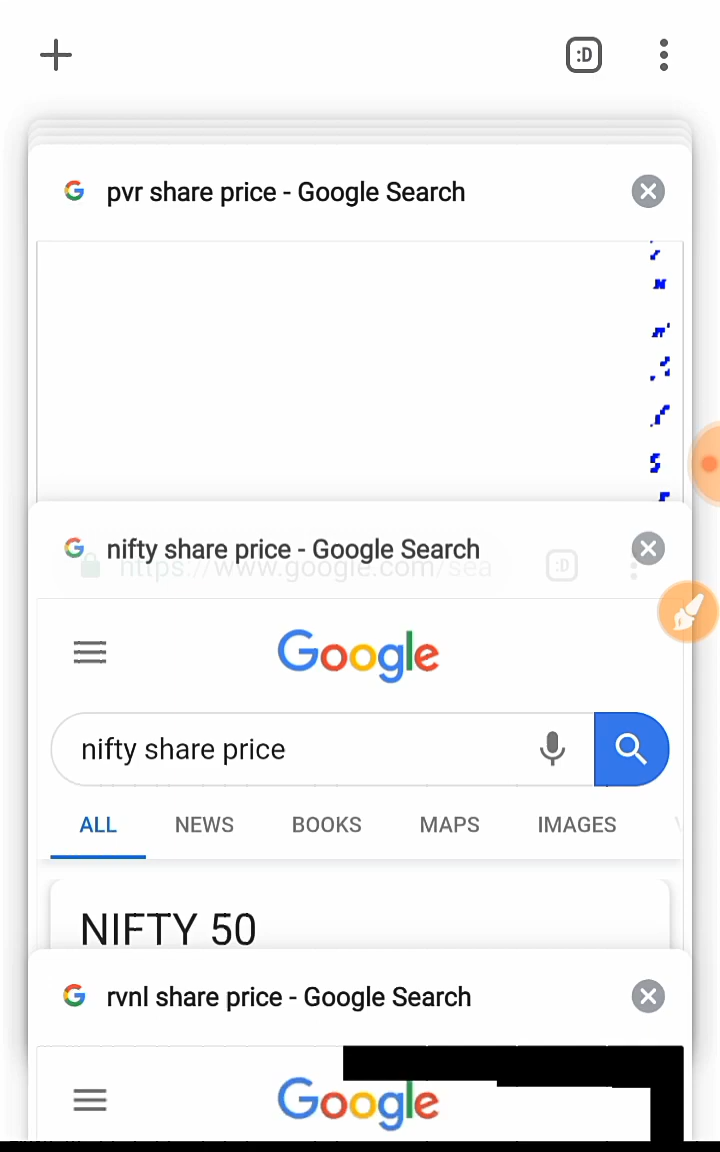 :D
pvr share price - Google Search
nifty share price - Google Search
https://www.google.com/sea
:D
Google
nifty share price
ALL NEWS BOOKS MAPS IMAGES
NIFTY 50
rvnl share price - Google Search
Google